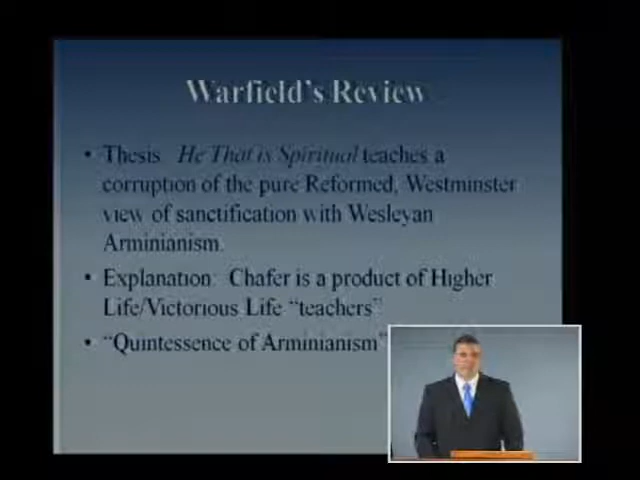 Warfield's Review
• Thesis: He That is Spiritual teaches a
corruption of the pure Reformed, Westminster
view of sanctification with Wesleyan
Arminianism
• Explanation: Chafer is a product of Higher
Life/Victorious Life "teachers"
• "Quintessence of Arminianism"